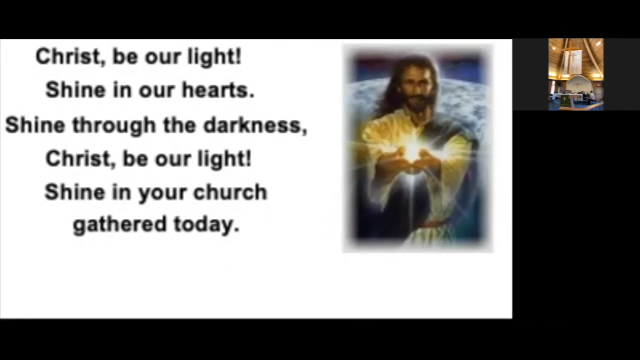 Christ, be our light!
Shine in our hearts.
Shine through the darkness,
Christ, be our light!
Shine in your church
gathered today.